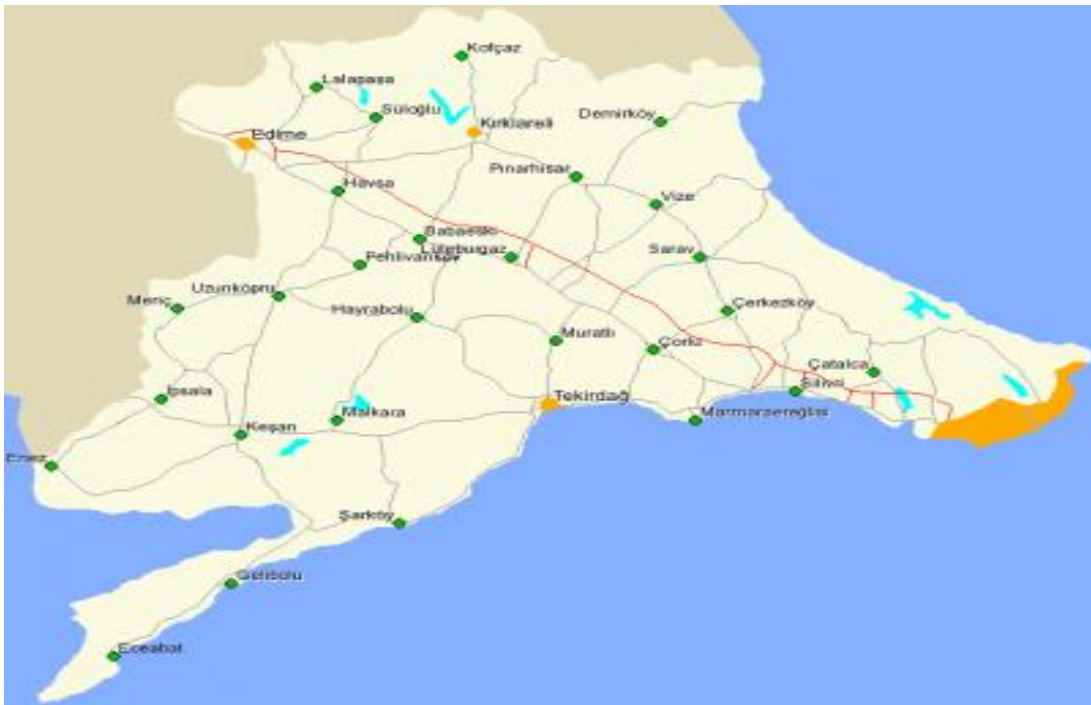 Kofçaz
Lalapaşa
Süloğlu
Demirköy
Kırklareli
Edirne
Pınarhisar
Havsa
Vize
Babaeski
Lüleburgaz
Saray
Pehlivanköy
Uzunköprü
Meriç
Hayrabolu
Çerkezköy
Muratlı
Çorlu
Çatalca
Silivri
İpsala
Malkara
Tekirdağ
Marmaraereğlisi
Keşan
Enez
Şarköy
Gelibolu
Eceabat